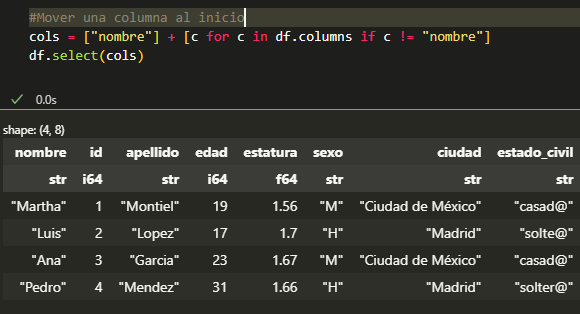 #Mover una columna al inicio
cols = ["nombre"] + [c for c in df.columns if c != "nombre"]
df.select(cols)
0.0s
shape: (4, 8)
nombre id apellido edad estatura sexo ciudad estado_civil
str i64 str i64 f64 str str str
"Martha" 1 "Montiel" 19 1.56 "M" "Ciudad de México" "casad@"
"Luis" 2 "Lopez" 17 1.7 "H" "Madrid" "solte@"
"Ana" 3 "Garcia" 23 1.67 "M" "Ciudad de México" "casad@"
"Pedro" 4 "Mendez" 31 1.66 "H" "Madrid" "solter@"